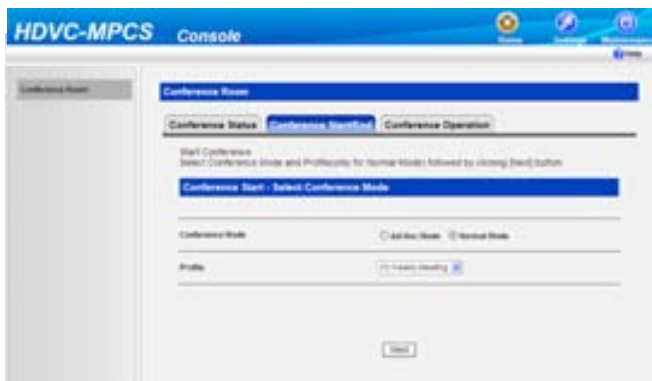 HDVC-MPCS Console
Home Settings Maintenance
Help
Conference Room
Conference Room
Conference Status Conference Start/End Conference Operation
Start Conference
Select Conference Mode and Profile(only for Normal Mode) followed by clicking [Next] button.
Conference Start - Select Conference Mode
Conference Mode Ad-hoc Mode Normal Mode
Profile
Next